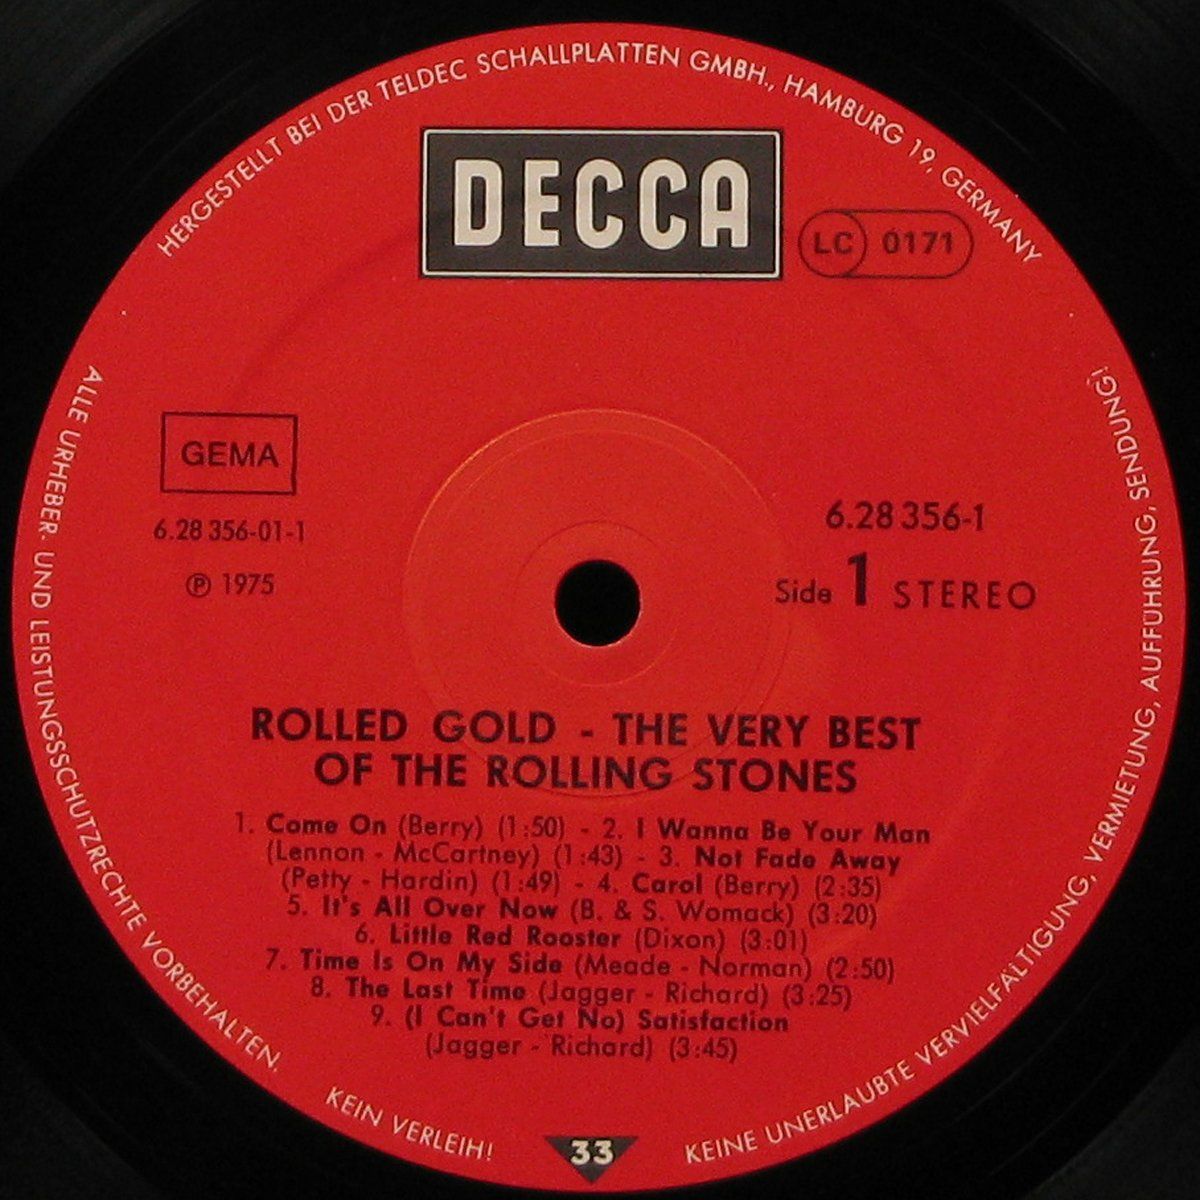 HERGESTELLT BEI DER TELDEC SCHALLPLATTEN GMBH., HAMBURG 19, GERMANY
DECCA
LC 0171
GEMA
6.28 356-01-1
℗ 1975
6.28 356-1
Side 1 STEREO
ROLLED GOLD - THE VERY BEST
OF THE ROLLING STONES
1. Come On (Berry) (1:50) - 2. I Wanna Be Your Man
(Lennon - McCartney) (1:43) - 3. Not Fade Away
(Petty - Hardin) (1:49) - 4. Carol (Berry) (2:35)
5. It's All Over Now (B. & S. Womack) (3:20)
6. Little Red Rooster (Dixon) (3:01)
7. Time Is On My Side (Meade - Norman) (2:50)
8. The Last Time (Jagger - Richard) (3:25)
9. (I Can't Get No) Satisfaction
(Jagger - Richard) (3:45)
ALLE URHEBER- UND LEISTUNGSSCHUTZRECHTE VORBEHALTEN.
KEIN VERLEIH!
33
KEINE UNERLAUBTE VERVIELFÄLTIGUNG, VERMIETUNG, AUFFÜHRUNG, SENDUNG!